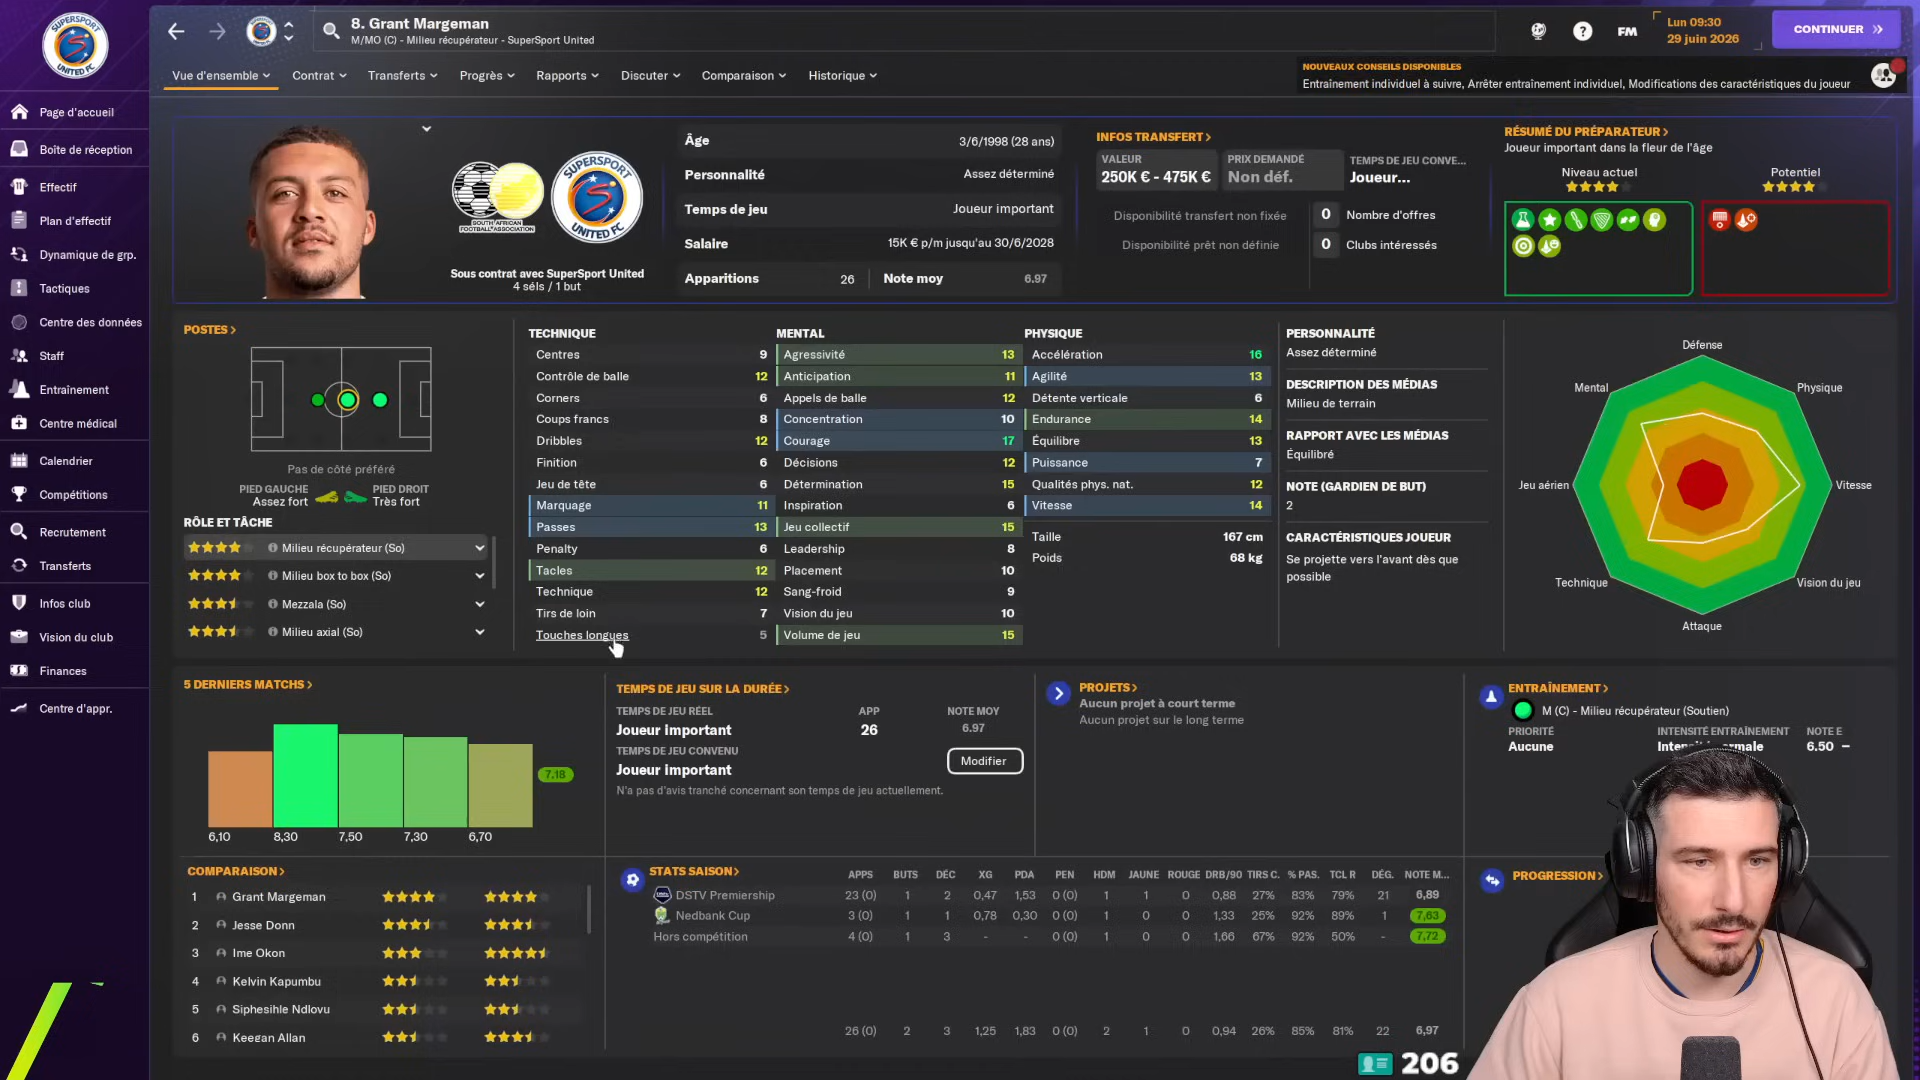 SUPERSPORT
UNITED FC
8. Grant Margeman
M/MO (C) - Milieu récupérateur - SuperSport United
FM
Lun 09:30
29 juin 2026
CONTINUER
Vue d'ensemble
Contrat
Transferts
Progrès
Rapports
Discuter
Comparaison
Historique
NOUVEAUX CONSEILS DISPONIBLES
Entraînement individuel à suivre, Arrêter entraînement individuel, Modifications des caractéristiques du joueur
Page d'accueil
Boîte de réception
Effectif
Plan d'effectif
Dynamique de grp.
Tactiques
Centre des données
Staff
Entraînement
Centre médical
Calendrier
Compétitions
Recrutement
Transferts
Infos club
Vision du club
Finances
Centre d'appr.
SOUTH AFRICAN
FOOTBALL ASSOCIATION
SUPERSPORT
UNITED FC
Sous contrat avec SuperSport United
4 séls / 1 but
Âge 3/6/1998 (28 ans)
Personnalité Assez déterminé
Temps de jeu Joueur important
Salaire 15K € p/m jusqu'au 30/6/2028
Apparitions 26 Note moy 6.97
INFOS TRANSFERT
VALEUR
250K € - 475K €
PRIX DEMANDÉ
Non déf.
TEMPS DE JEU CONVE...
Joueur...
Disponibilité transfert non fixée
Disponibilité prêt non définie
0 Nombre d'offres
0 Clubs intéressés
RÉSUMÉ DU PRÉPARATEUR
Joueur important dans la fleur de l'âge
Niveau actuel
Potentiel
POSTES
Pas de côté préféré
PIED GAUCHE
Assez fort
PIED DROIT
Très fort
RÔLE ET TÂCHE
Milieu récupérateur (So)
Milieu box to box (So)
Mezzala (So)
Milieu axial (So)
TECHNIQUE
Centres 9
Contrôle de balle 12
Corners 6
Coups francs 8
Dribbles 12
Finition 6
Jeu de tête 6
Marquage 11
Passes 13
Penalty 6
Tacles 12
Technique 12
Tirs de loin 7
Touches longues 5
MENTAL
Agressivité 13
Anticipation 11
Appels de balle 12
Concentration 10
Courage 17
Décisions 12
Détermination 15
Inspiration 6
Jeu collectif 15
Leadership 8
Placement 10
Sang-froid 9
Vision du jeu 10
Volume de jeu 15
PHYSIQUE
Accélération 16
Agilité 13
Détente verticale 6
Endurance 14
Équilibre 13
Puissance 7
Qualités phys. nat. 12
Vitesse 14
Taille 167 cm
Poids 68 kg
PERSONNALITÉ
Assez déterminé
DESCRIPTION DES MÉDIAS
Milieu de terrain
RAPPORT AVEC LES MÉDIAS
Équilibré
NOTE (GARDIEN DE BUT)
2
CARACTÉRISTIQUES JOUEUR
Se projette vers l'avant dès que
possible
Défense
Mental
Physique
Jeu aérien
Vitesse
Technique
Vision du jeu
Attaque
5 DERNIERS MATCHS
7,18
6,10 8,30 7,50 7,30 6,70
TEMPS DE JEU SUR LA DURÉE
TEMPS DE JEU RÉEL
Joueur important
APP
26
NOTE MOY
6.97
TEMPS DE JEU CONVENU
Joueur important
Modifier
N'a pas d'avis tranché concernant son temps de jeu actuellement.
PROJETS
Aucun projet à court terme
Aucun projet sur le long terme
ENTRAÎNEMENT
M (C) - Milieu récupérateur (Soutien)
PRIORITÉ
Aucune
INTENSITÉ ENTRAÎNEMENT
NOTE E
6.50 –
COMPARAISON
1 Grant Margeman
2 Jesse Donn
3 Ime Okon
4 Kelvin Kapumbu
5 Siphesihle Ndlovu
6 Keegan Allan
STATS SAISON
APPS BUTS DÉC XG PDA PEN HDM JAUNE ROUGE DRB/90 TIRS C. % PAS. TCL R DÉG. NOTE M...
DSTV Premiership 23 (0) 1 2 0,47 1,53 0 (0) 1 1 0 0,88 27% 83% 79% 21 6,89
Nedbank Cup 3 (0) 1 1 0,78 0,30 0 (0) 1 0 0 1,33 25% 92% 89% 1 7,63
Hors compétition 4 (0) 1 3 - - 0 (0) 1 0 0 1,66 67% 92% 50% - 7,72
26 (0) 2 3 1,25 1,83 0 (0) 2 1 0 0,94 26% 85% 81% 22 6,97
PROGRESSION
206